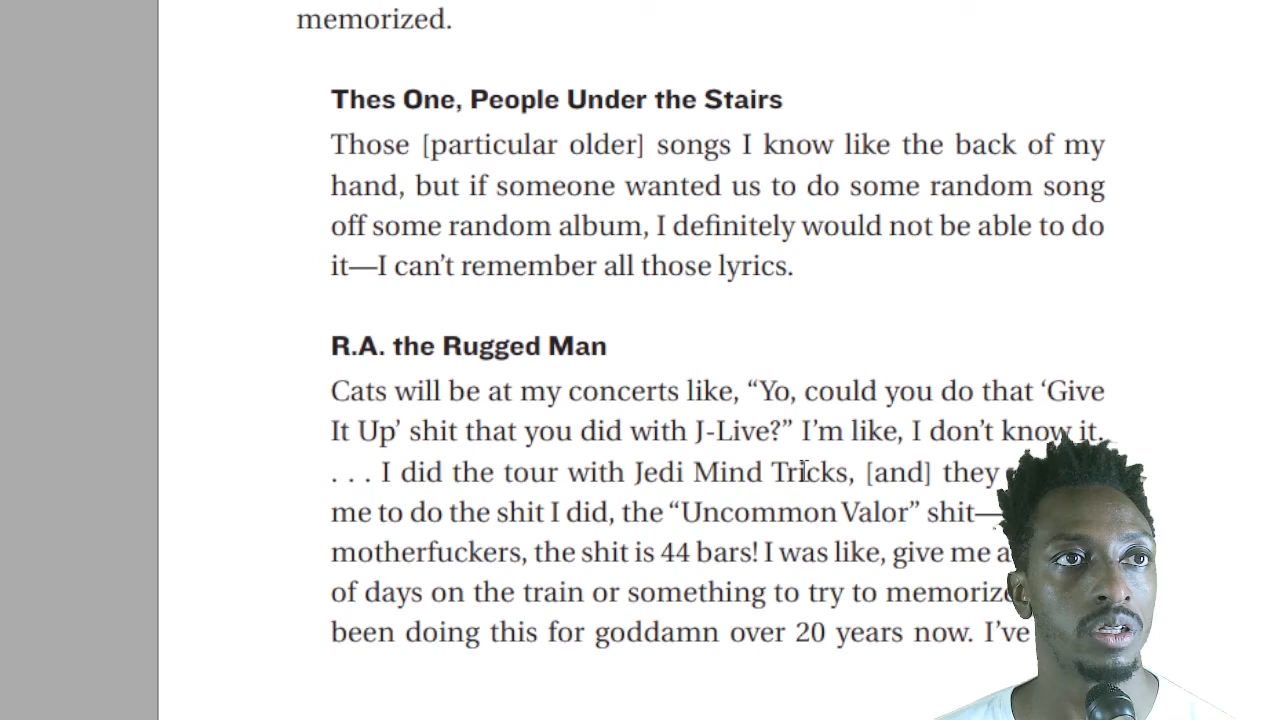 memorized.
Thes One, People Under the Stairs
Those [particular older] songs I know like the back of my
hand, but if someone wanted us to do some random song
off some random album, I definitely would not be able to do
it—I can’t remember all those lyrics.
R.A. the Rugged Man
Cats will be at my concerts like, “Yo, could you do that ‘Give
It Up’ shit that you did with J-Live?” I’m like, I don’t know it.
. . . I did the tour with Jedi Mind Tricks, [and] they
me to do the shit I did, the “Uncommon Valor” shit—
motherfuckers, the shit is 44 bars! I was like, give me a
of days on the train or something to try to memorize
been doing this for goddamn over 20 years now. I’ve